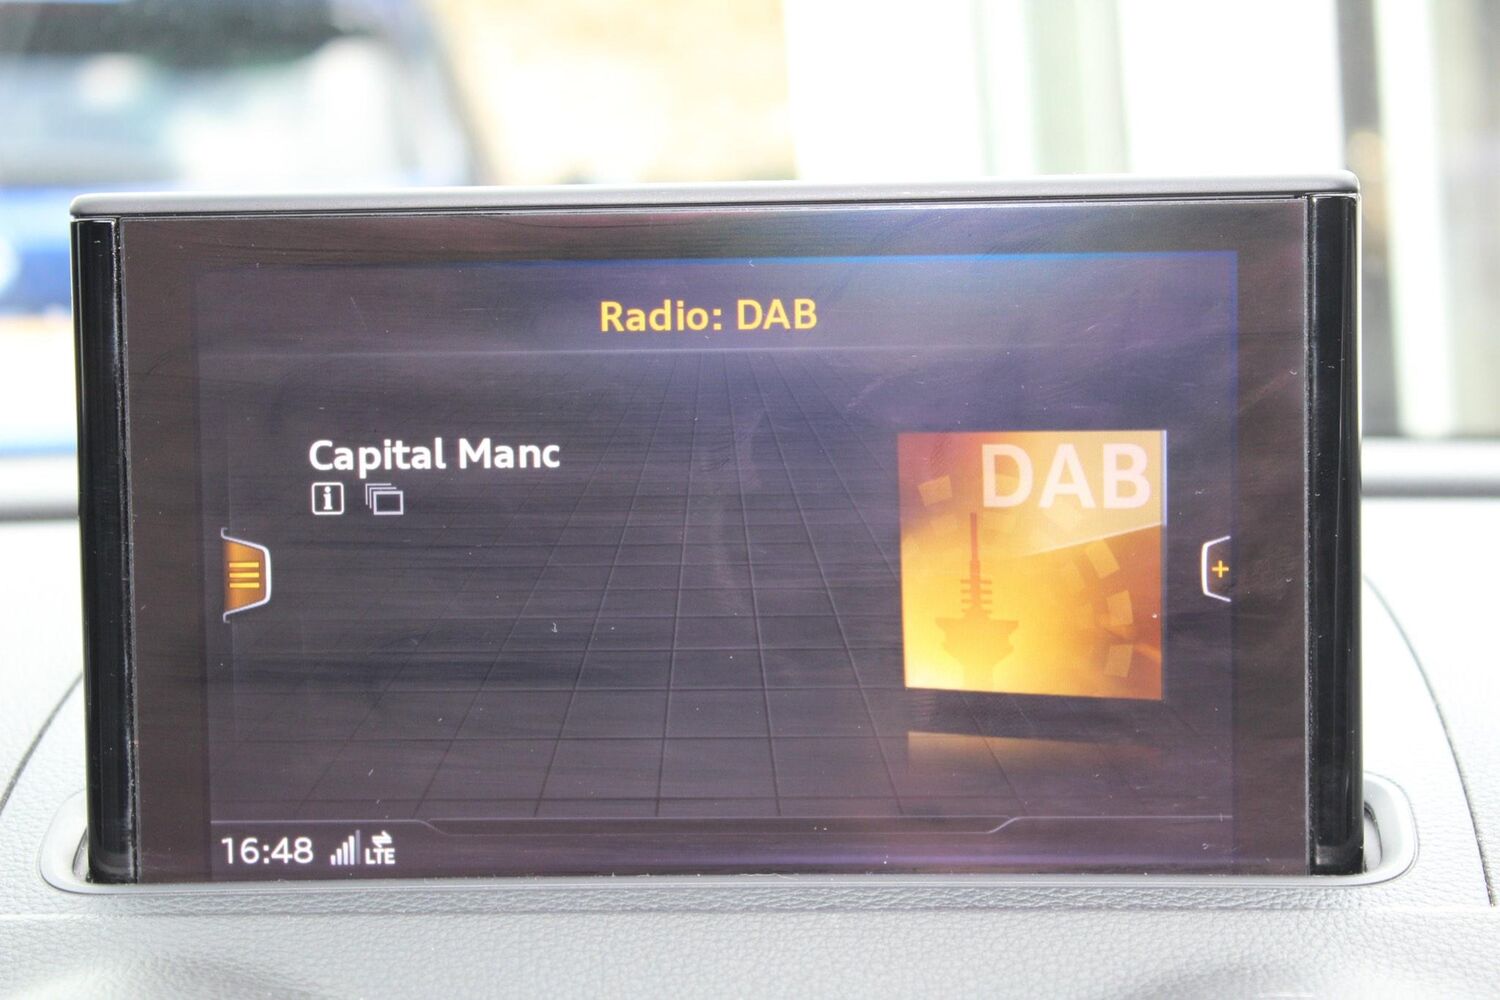 Radio: DAB
Capital Manc
DAB
16:48 LTE